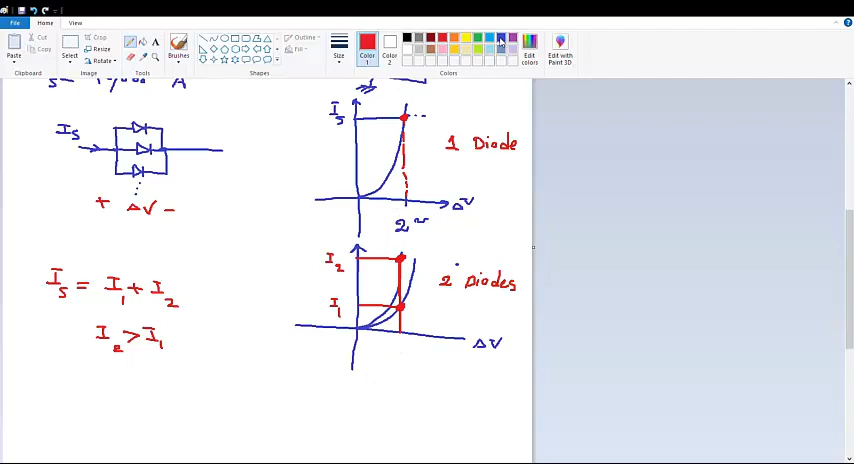 File
Home
View
Paste
Cut
Copy
Clipboard
Select
Crop
Resize
Rotate
Image
A
Tools
Brushes
Outline
Fill
Shapes
Size
Color
1
Color
2
Edit
colors
Edit with
Paint 3D
Colors
A
Is
+ ΔV -
Is
1 Diode
ΔV
2
Is = I1 + I2
I2 > I1
I2
I1
2 Diodes
ΔV